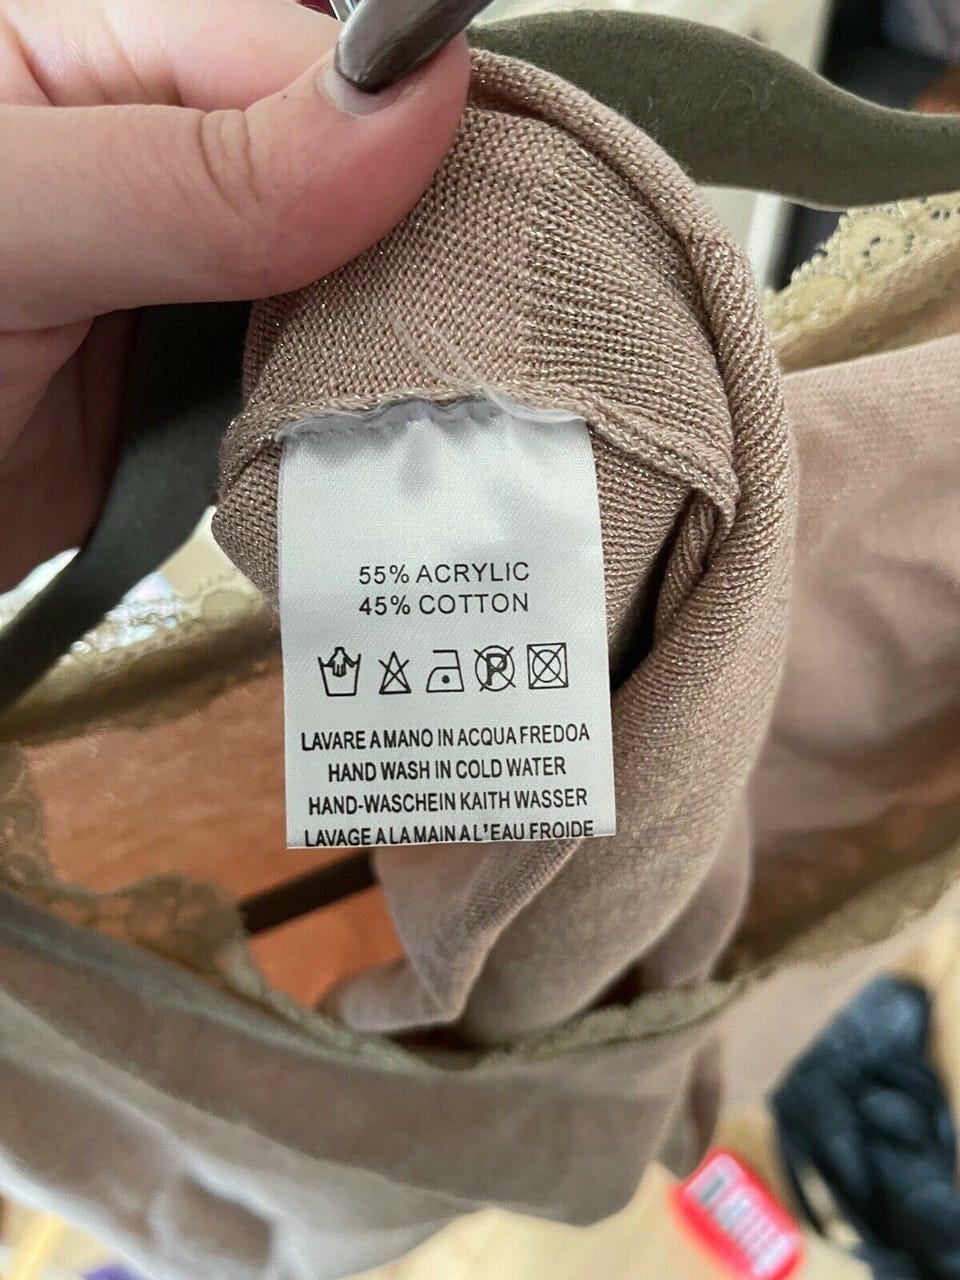 55% ACRYLIC
45% COTTON
P
LAVARE A MANO IN ACQUA FREDOA
HAND WASH IN COLD WATER
HAND-WASCHEIN KAITH WASSER
LAVAGE A LA MAIN A L'EAU FROIDE